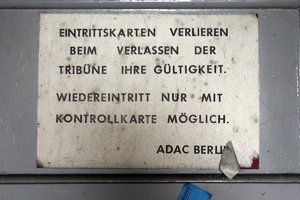 EINTRITTSKARTEN VERLIEREN
BEIM VERLASSEN DER
TRIBÜNE IHRE GÜLTIGKEIT.
WIEDEREINTRITT NUR MIT
KONTROLLKARTE MÖGLICH.
ADAC BERLIN